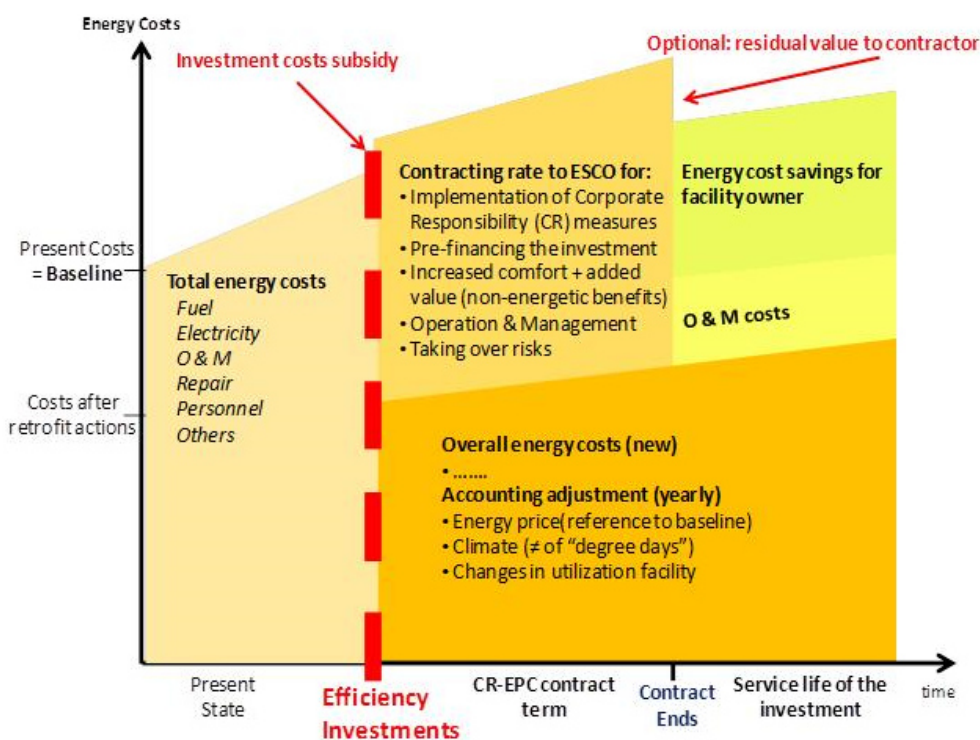 Energy Costs
Optional: residual value to contractor
Investment costs subsidy
Contracting rate to ESCO for:
• Implementation of Corporate
Responsibility (CR) measures
• Pre-financing the investment
• Increased comfort + added
value (non-energetic benefits)
• Operation & Management
• Taking over risks
Energy cost savings for
facility owner
O & M costs
Present Costs
= Baseline
Total energy costs
Fuel
Electricity
O & M
Repair
Personnel
Others
Costs after
retrofit actions
Overall energy costs (new)
• .......
Accounting adjustment (yearly)
• Energy price(reference to baseline)
• Climate (≠ of “degree days”)
• Changes in utilization facility
Present
State
Efficiency
Investments
CR-EPC contract
term
Contract
Ends
Service life of the
investment
time